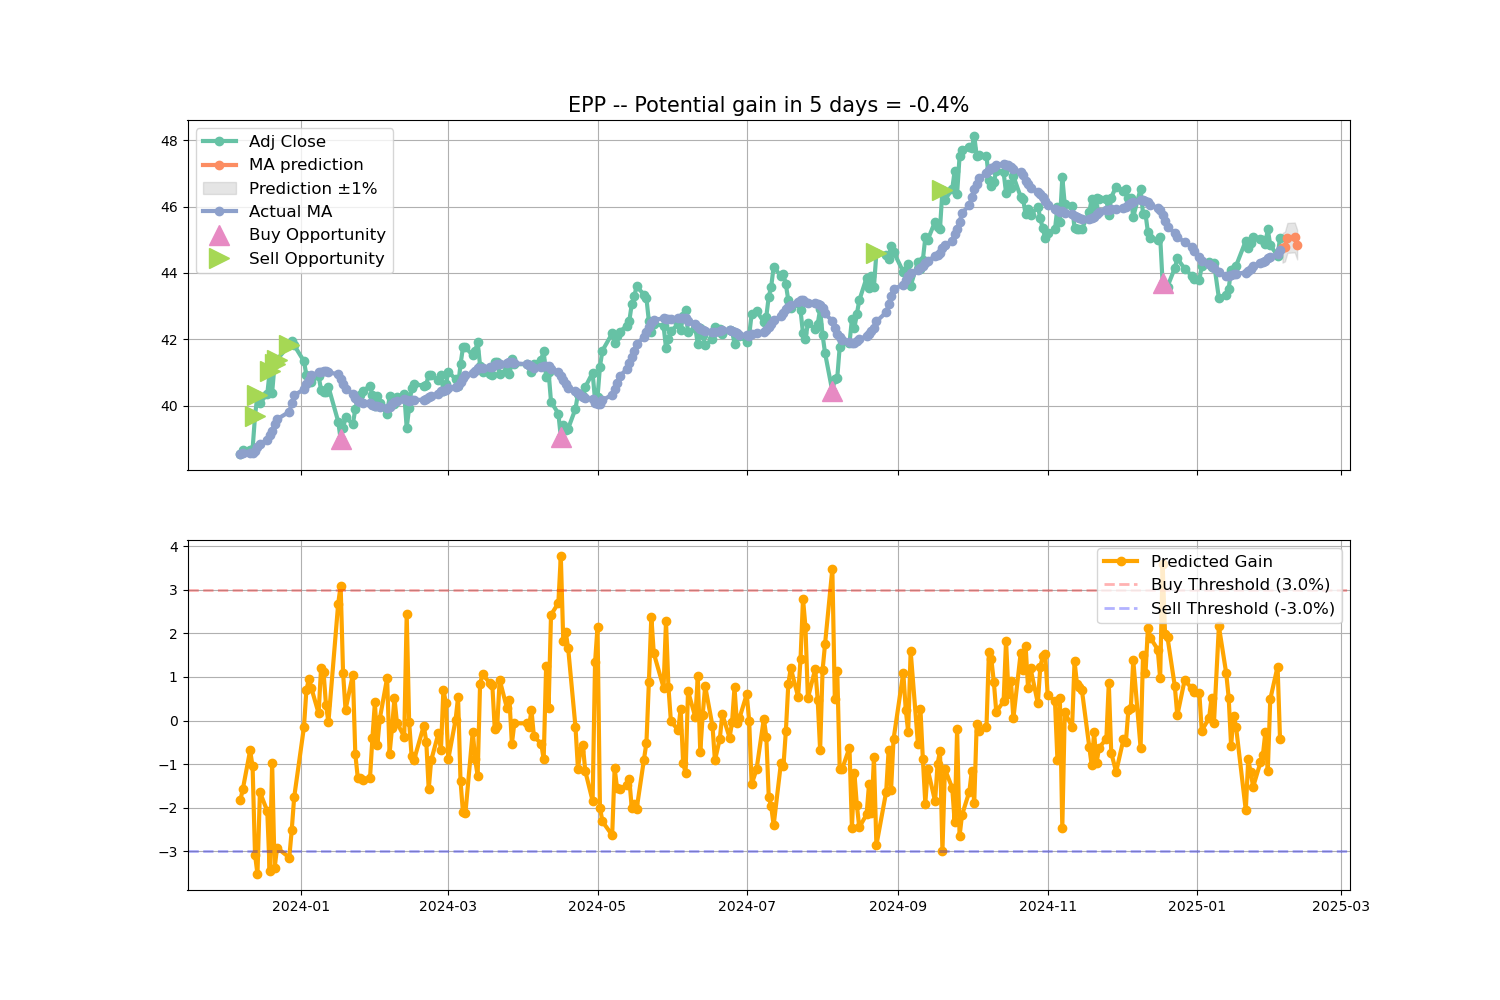 EPP -- Potential gain in 5 days = -0.4%
48
46
44
42
40
Adj Close
MA prediction
Prediction ±1%
Actual MA
Buy Opportunity
Sell Opportunity
4
3
2
1
0
−1
−2
−3
Predicted Gain
Buy Threshold (3.0%)
Sell Threshold (-3.0%)
2024-01
2024-03
2024-05
2024-07
2024-09
2024-11
2025-01
2025-03